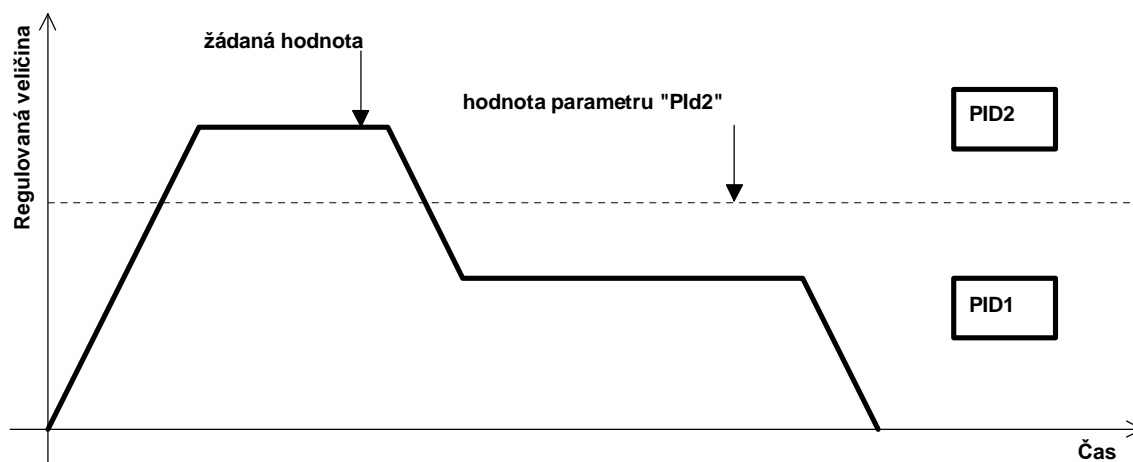 Regulovaná veličina
žádaná hodnota
hodnota parametru "PId2"
PID2
PID1
Čas